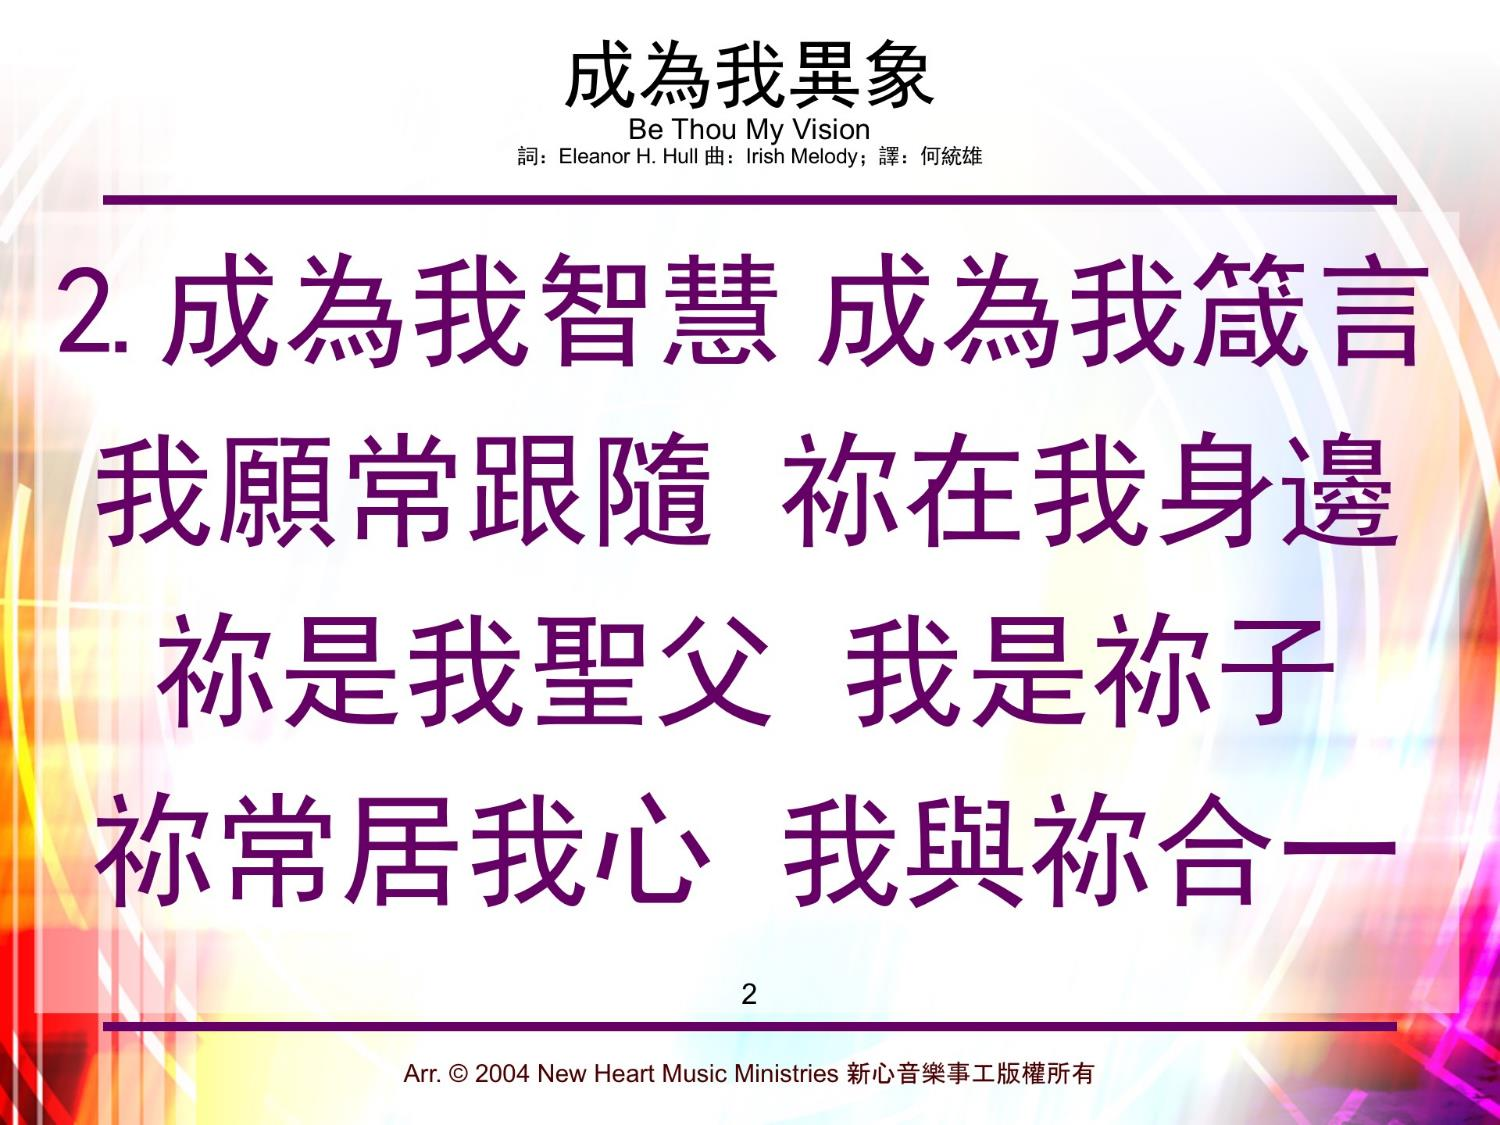 成為我異象
Be Thou My Vision
詞：Eleanor H. Hull 曲：Irish Melody；譯：何統雄
2. 成為我智慧 成為我箴言
我願常跟隨 祢在我身邊
祢是我聖父 我是祢子
祢常居我心 我與祢合一
2
Arr. © 2004 New Heart Music Ministries 新心音樂事工版權所有